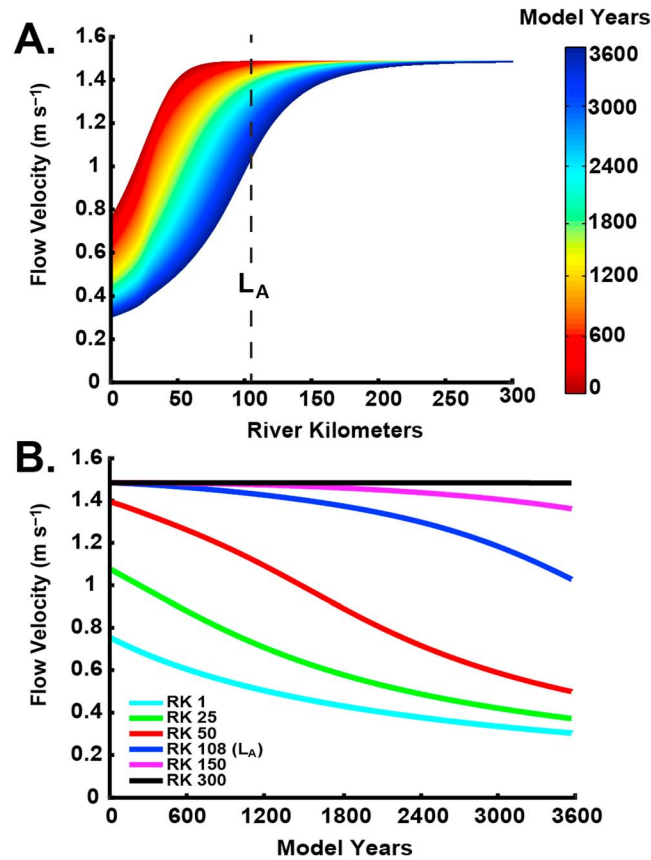 A.
Model Years
1.6
1.4
1.2
1
0.8
0.6
0.4
0.2
0
Flow Velocity (m s⁻¹)
L_A
0
50
100
150
200
250
300
River Kilometers
3600
3000
2400
1800
1200
600
0
B.
1.6
1.4
1.2
1
0.8
0.6
0.4
0.2
0
Flow Velocity (m s⁻¹)
RK 1
RK 25
RK 50
RK 108 (L_A)
RK 150
RK 300
0
600
1200
1800
2400
3000
3600
Model Years